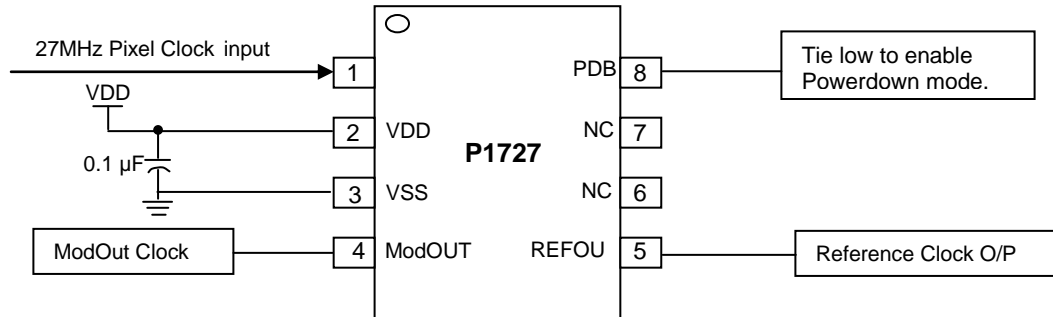 27MHz Pixel Clock input
VDD
0.1 µF
ModOut Clock
1
2 VDD
3 VSS
4 ModOUT
P1727
PDB 8
NC 7
NC 6
REFOU 5
Tie low to enable
Powerdown mode.
Reference Clock O/P